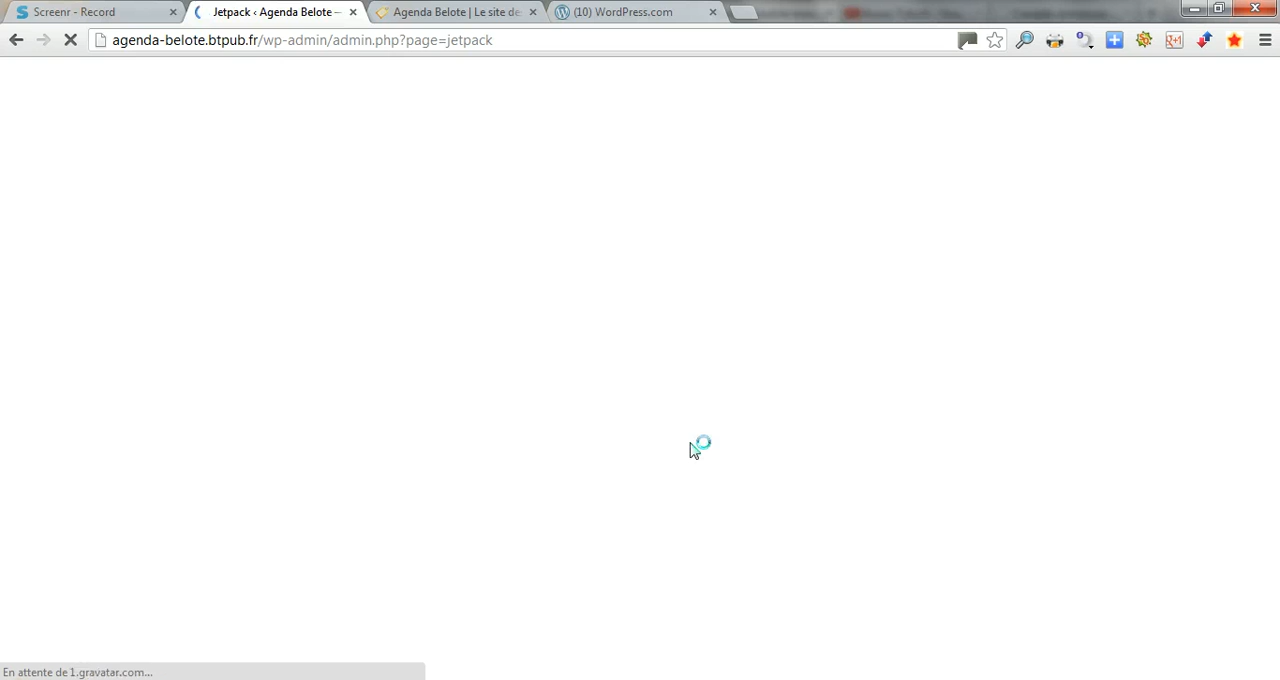 Screenr - Record
Jetpack ‹ Agenda Belote —
Agenda Belote | Le site de
(10) WordPress.com
agenda-belote.btpub.fr/wp-admin/admin.php?page=jetpack
En attente de 1.gravatar.com...